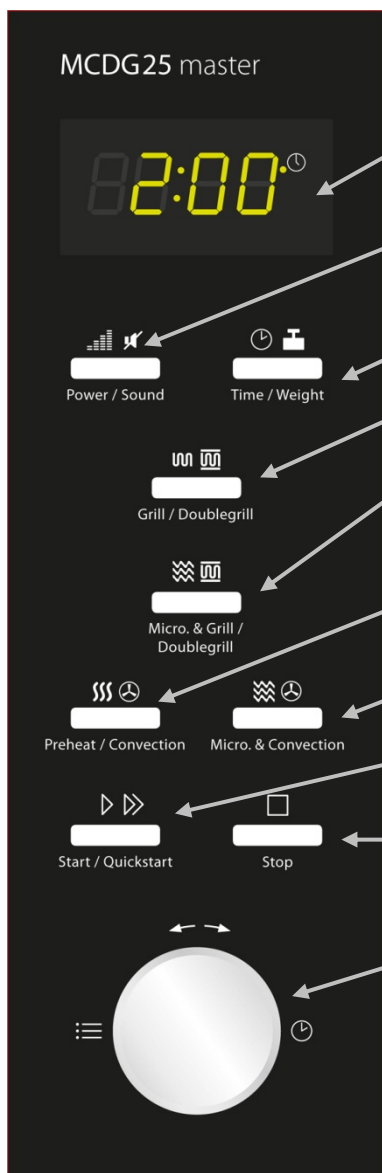 MCDG25 master
2:00
Power / Sound
Time / Weight
Grill / Doublegrill
Micro. & Grill /
Doublegrill
Preheat / Convection
Micro. & Convection
Start / Quickstart
Stop